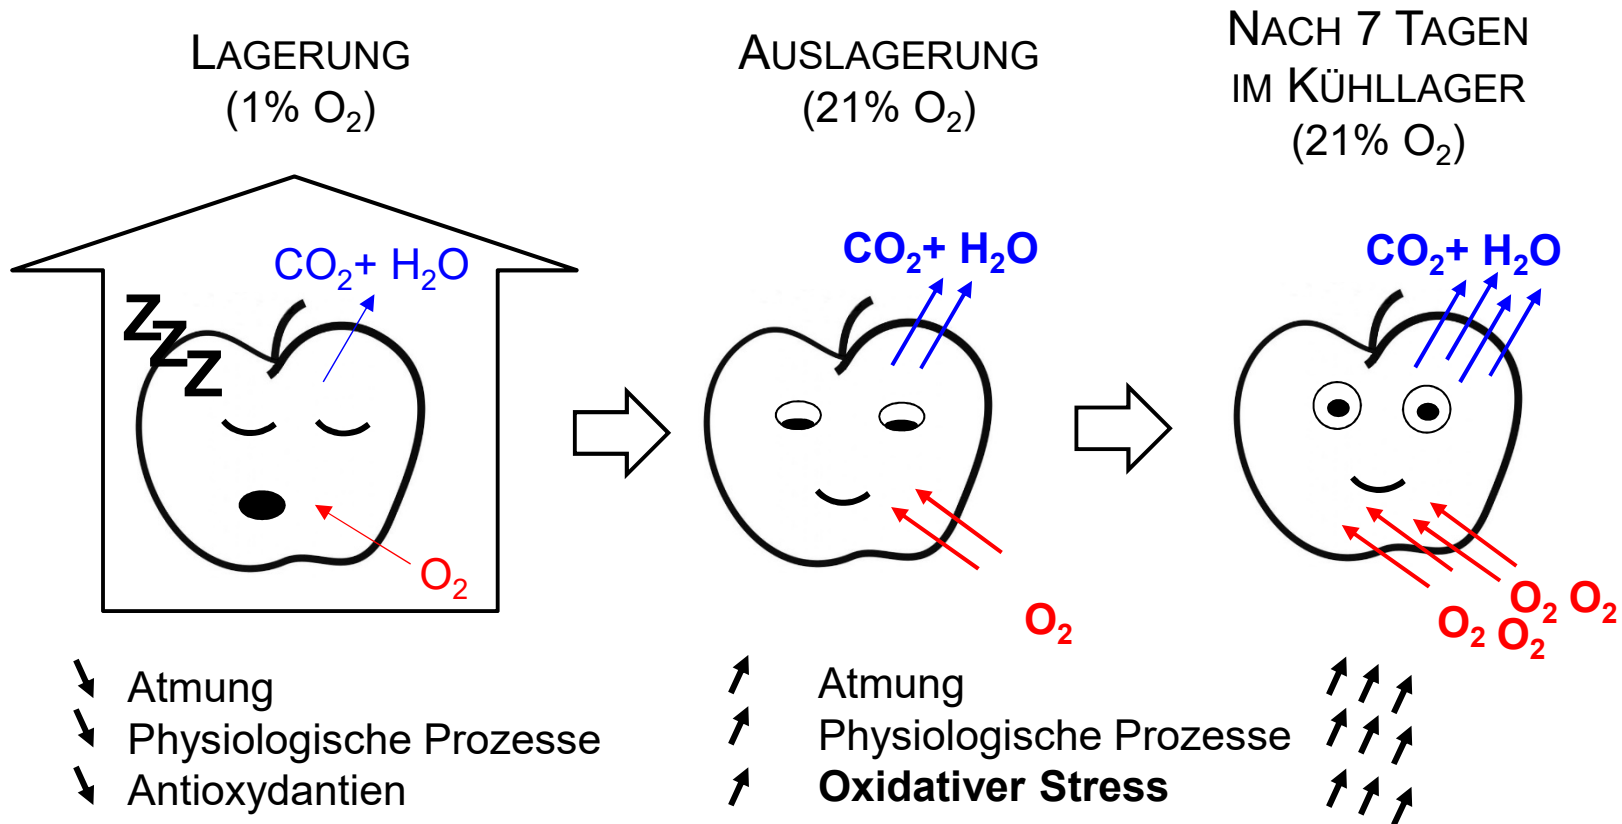 LAGERUNG
(1% O₂)
AUSLAGERUNG
(21% O₂)
NACH 7 TAGEN
IM KÜHLLAGER
(21% O₂)
CO₂+ H₂O
Z
Z
Z
O₂
CO₂+ H₂O
O₂
CO₂+ H₂O
O₂ O₂
O₂ O₂
Atmung
Physiologische Prozesse
Antioxydantien
Atmung
Physiologische Prozesse
Oxidativer Stress